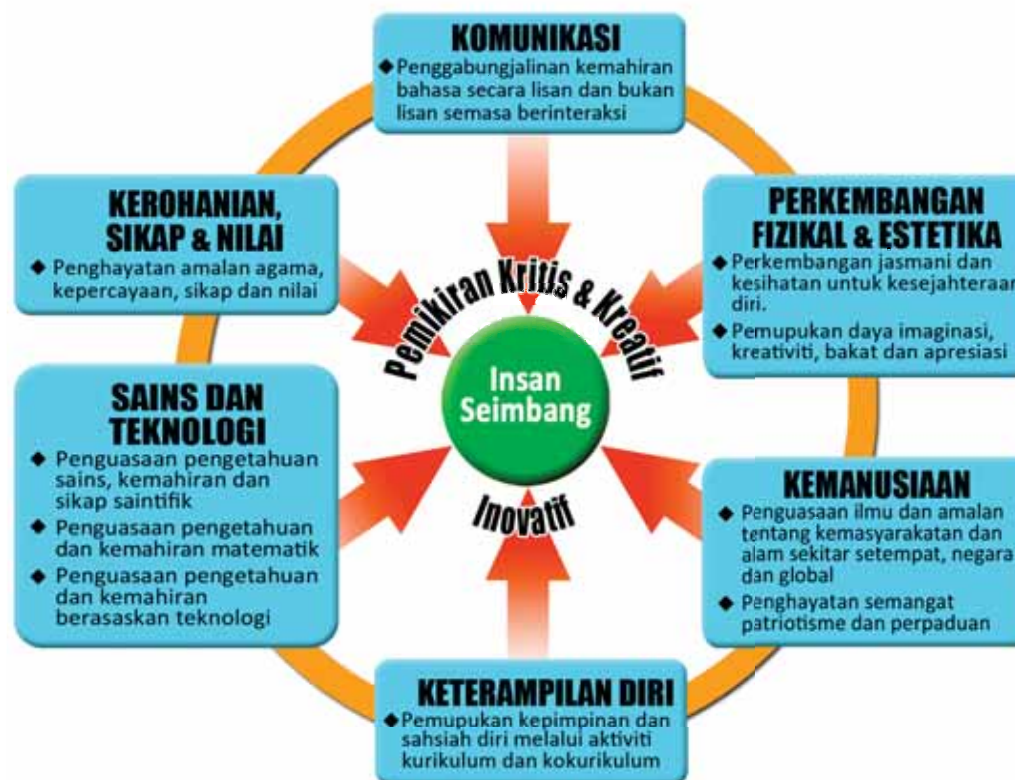 KOMUNIKASI
◆ Penggabungjalinan kemahiran
bahasa secara lisan dan bukan
lisan semasa berinteraksi
KEROHANIAN,
SIKAP & NILAI
◆ Penghayatan amalan agama,
kepercayaan, sikap dan nilai
PERKEMBANGAN
FIZIKAL & ESTETIKA
◆ Perkembangan jasmani dan
kesihatan untuk kesejahteraan
diri.
◆ Pemupukan daya imaginasi,
kreativiti, bakat dan apresiasi
Pemikiran Kritis & Kreatif
Insan
Seimbang
Inovatif
SAINS DAN
TEKNOLOGI
◆ Penguasaan pengetahuan
sains, kemahiran dan
sikap saintifik
◆ Penguasaan pengetahuan
dan kemahiran matematik
◆ Penguasaan pengetahuan
dan kemahiran
berasaskan teknologi
KEMANUSIAAN
◆ Penguasaan ilmu dan amalan
tentang kemasyarakatan dan
alam sekitar setempat, negara
dan global
◆ Penghayatan semangat
patriotisme dan perpaduan
KETERAMPILAN DIRI
◆ Pemupukan kepimpinan dan
sahsiah diri melalui aktiviti
kurikulum dan kokurikulum